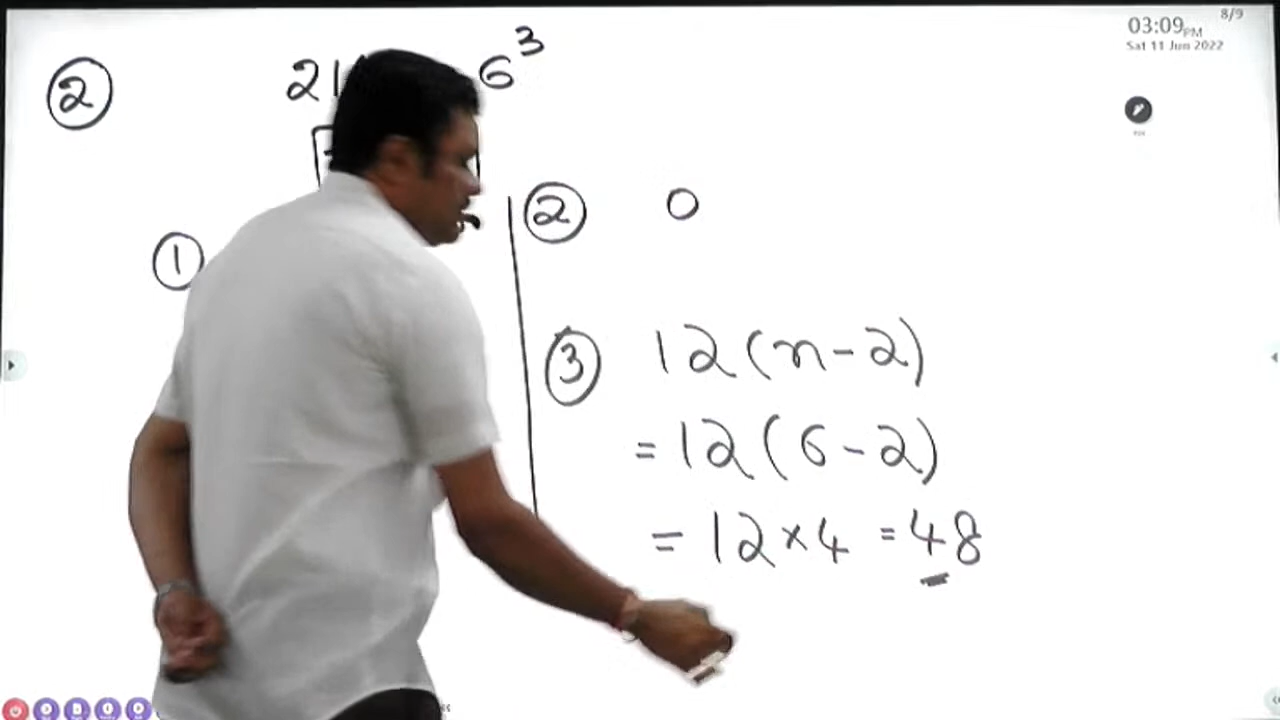 8/9
03:09PM
Sat 11 Jun 2022
② 21 6³
② 0
①
③ 12(n-2)
= 12(6-2)
= 12×4 = 48